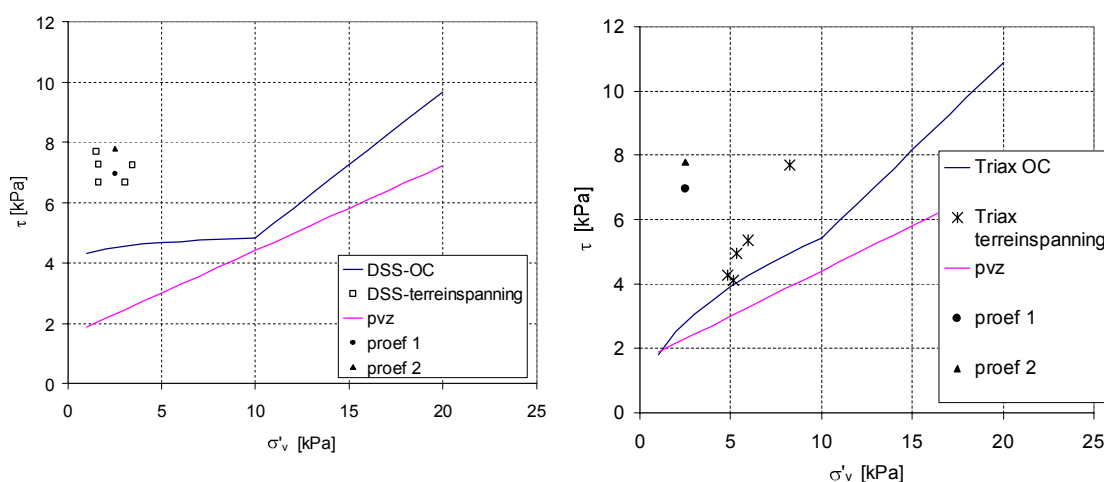 12
10
8
6
4
2
0
τ [kPa]
0 5 10 15 20 25
σ'v [kPa]
DSS-OC
DSS-terreinspanning
pvz
proef 1
proef 2
12
10
8
6
4
2
0
τ [kPa]
0 5 10 15 20 25
σ'v [kPa]
Triax OC
Triax
terreinspanning
pvz
proef 1
proef 2